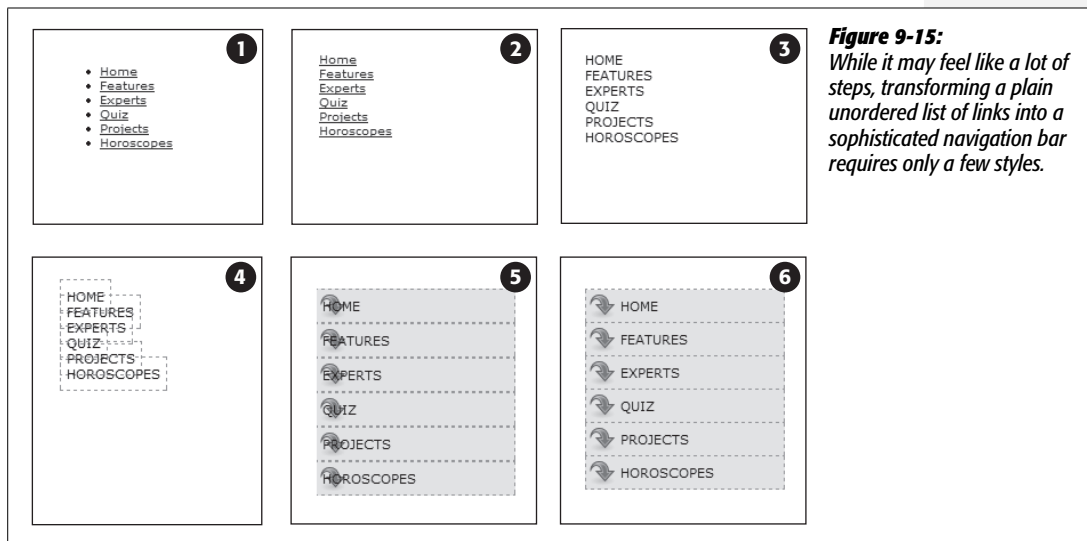 1
• Home
• Features
• Experts
• Quiz
• Projects
• Horoscopes
2
Home
Features
Experts
Quiz
Projects
Horoscopes
3
HOME
FEATURES
EXPERTS
QUIZ
PROJECTS
HOROSCOPES
Figure 9-15:
While it may feel like a lot of
steps, transforming a plain
unordered list of links into a
sophisticated navigation bar
requires only a few styles.
4
HOME
FEATURES
EXPERTS
QUIZ
PROJECTS
HOROSCOPES
5
HOME
FEATURES
EXPERTS
QUIZ
PROJECTS
HOROSCOPES
6
HOME
FEATURES
EXPERTS
QUIZ
PROJECTS
HOROSCOPES